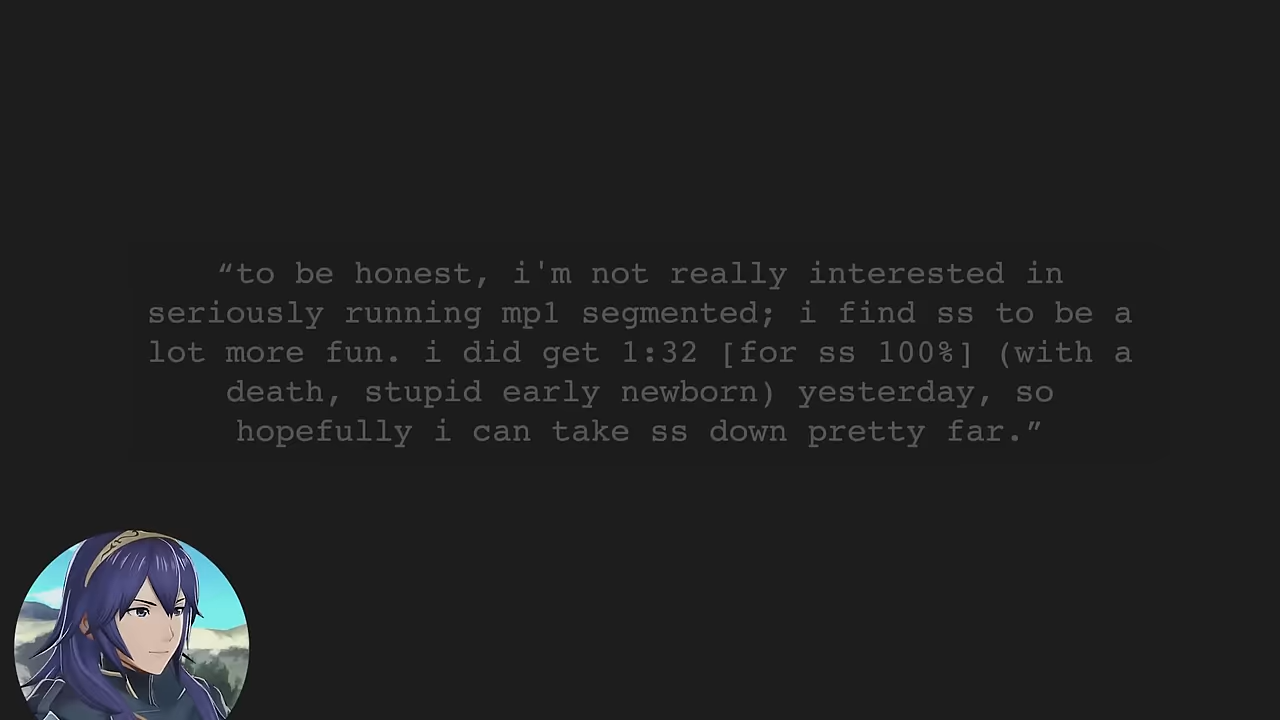 “to be honest, i'm not really interested in
seriously running mp1 segmented; i find ss to be a
lot more fun. i did get 1:32 [for ss 100%] (with a
death, stupid early newborn) yesterday, so
hopefully i can take ss down pretty far.”